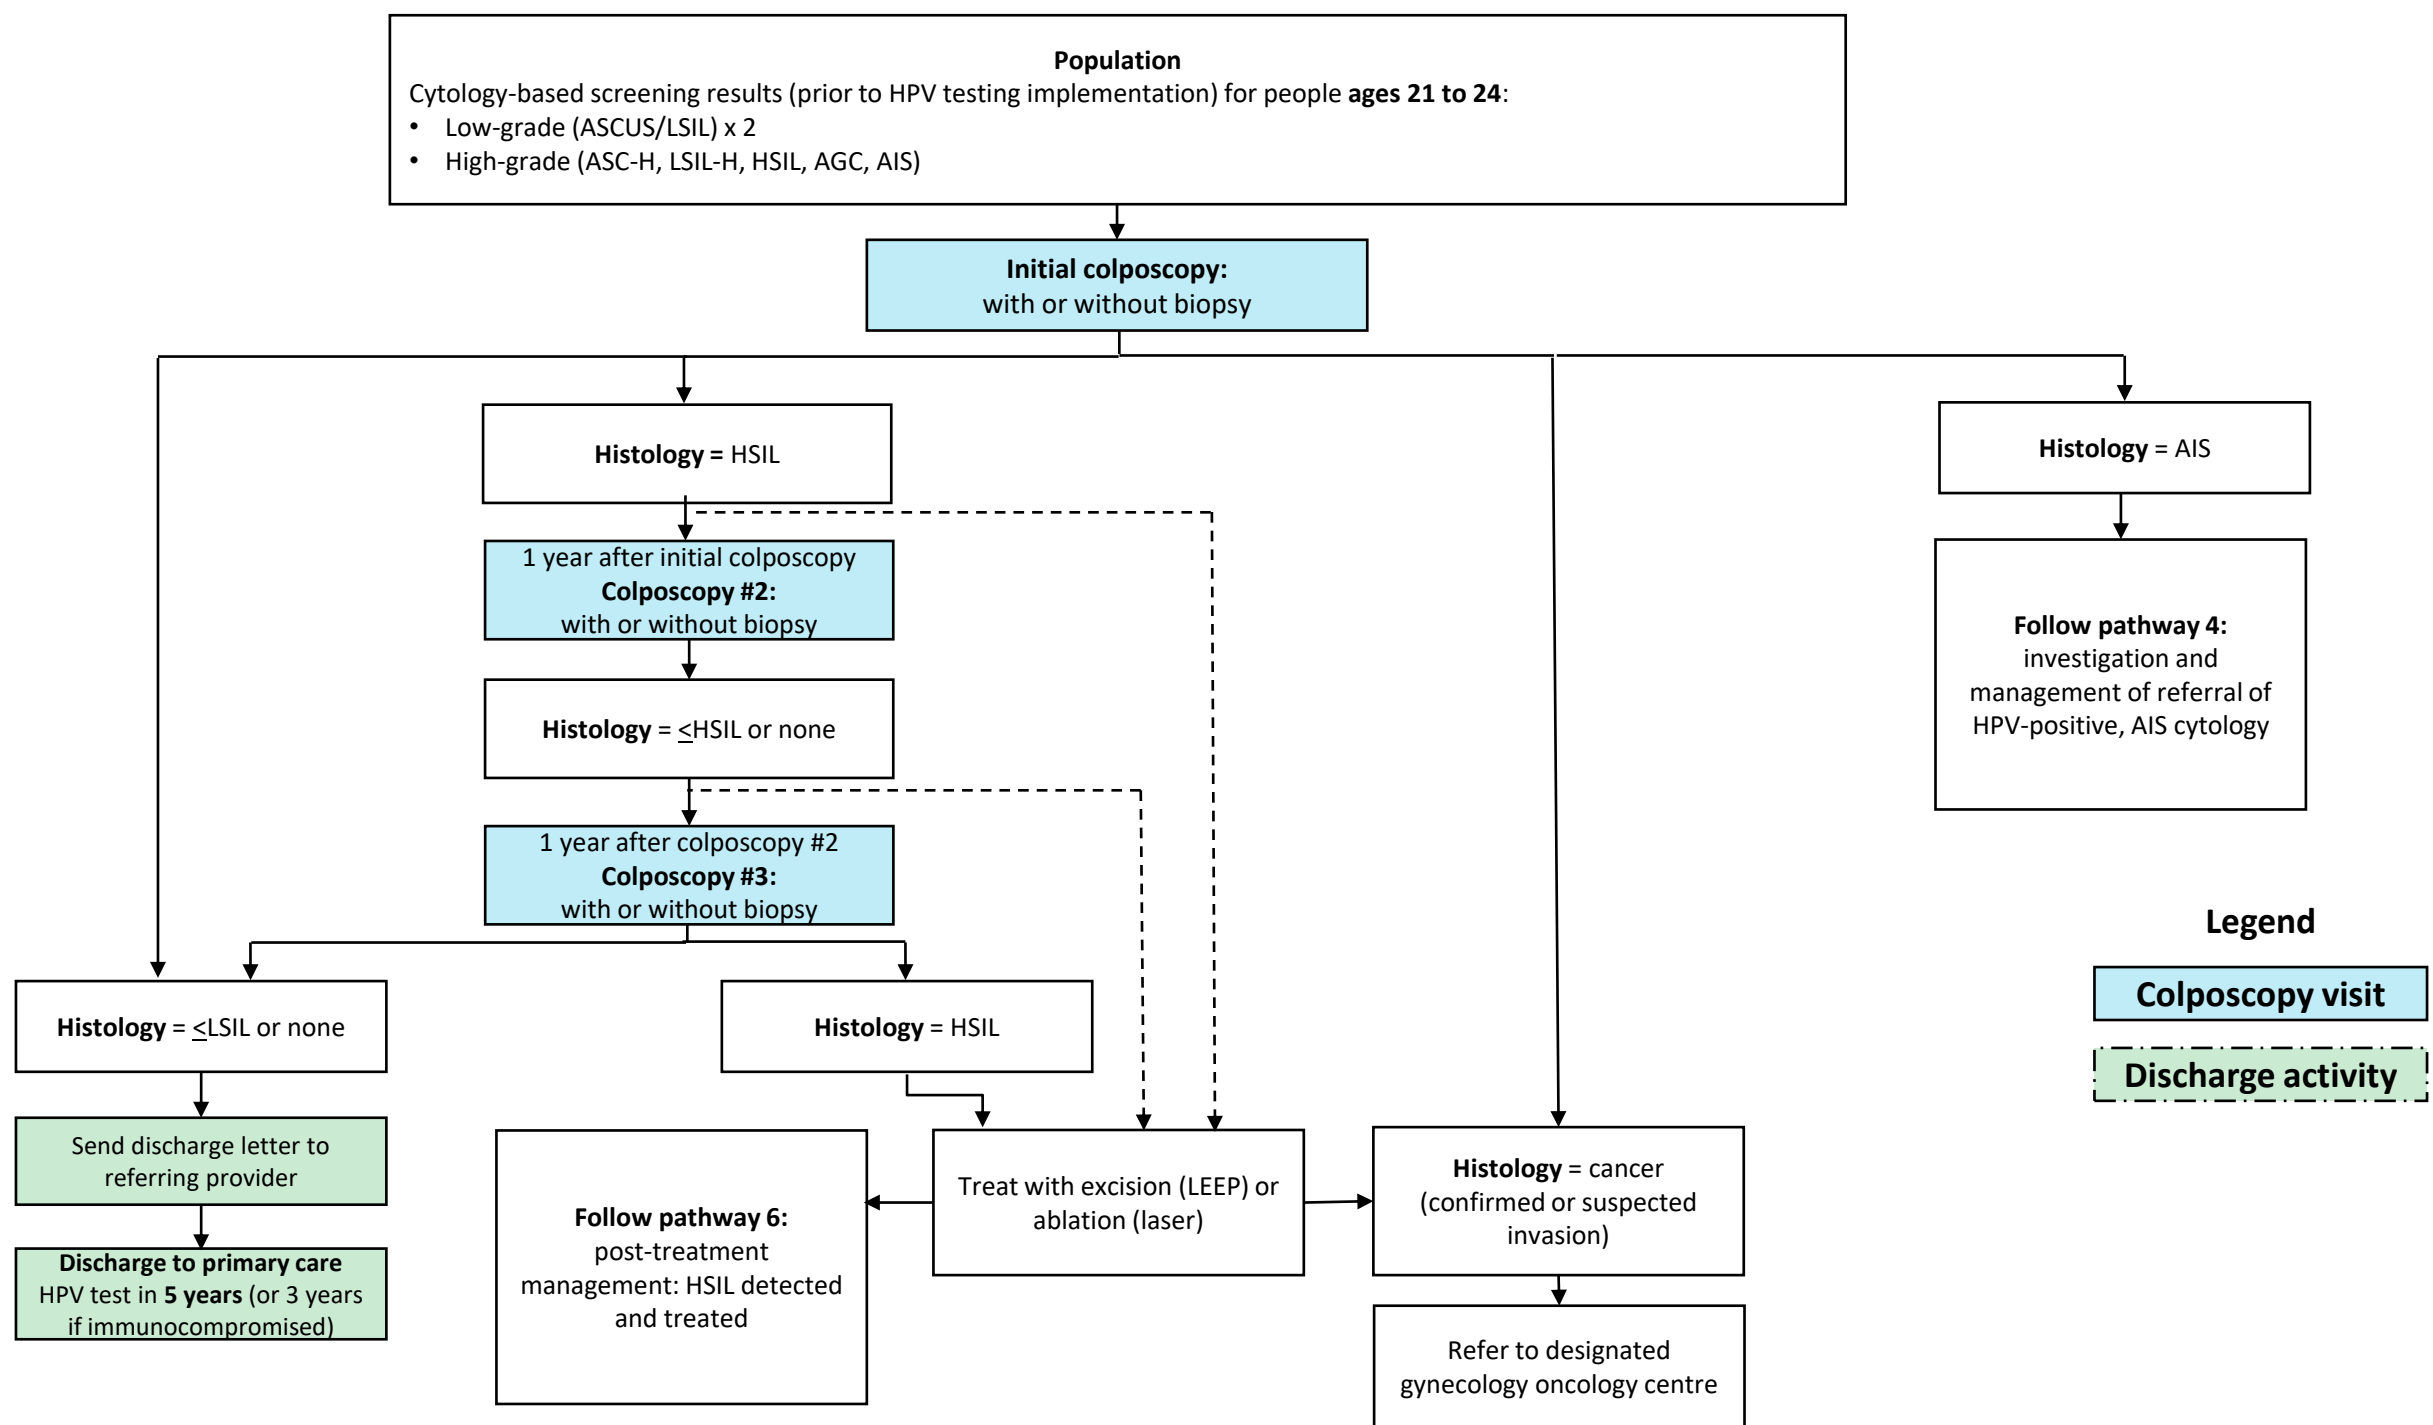 Population
Cytology-based screening results (prior to HPV testing implementation) for people ages 21 to 24:
• Low-grade (ASCUS/LSIL) x 2
• High-grade (ASC-H, LSIL-H, HSIL, AGC, AIS)
Initial colposcopy:
with or without biopsy
Histology = HSIL
Histology = AIS
1 year after initial colposcopy
Colposcopy #2:
with or without biopsy
Follow pathway 4:
investigation and
management of referral of
HPV-positive, AIS cytology
Histology = ≤HSIL or none
1 year after colposcopy #2
Colposcopy #3:
with or without biopsy
Legend
Colposcopy visit
Discharge activity
Histology = ≤LSIL or none
Histology = HSIL
Send discharge letter to
referring provider
Discharge to primary care
HPV test in 5 years (or 3 years
if immunocompromised)
Follow pathway 6:
post-treatment
management: HSIL detected
and treated
Treat with excision (LEEP) or
ablation (laser)
Histology = cancer
(confirmed or suspected
invasion)
Refer to designated
gynecology oncology centre